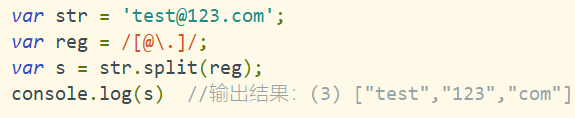 var str = 'test@123.com';
var reg = /[@\.]/;
var s = str.split(reg);
console.log(s)  //输出结果：(3) ["test","123","com"]